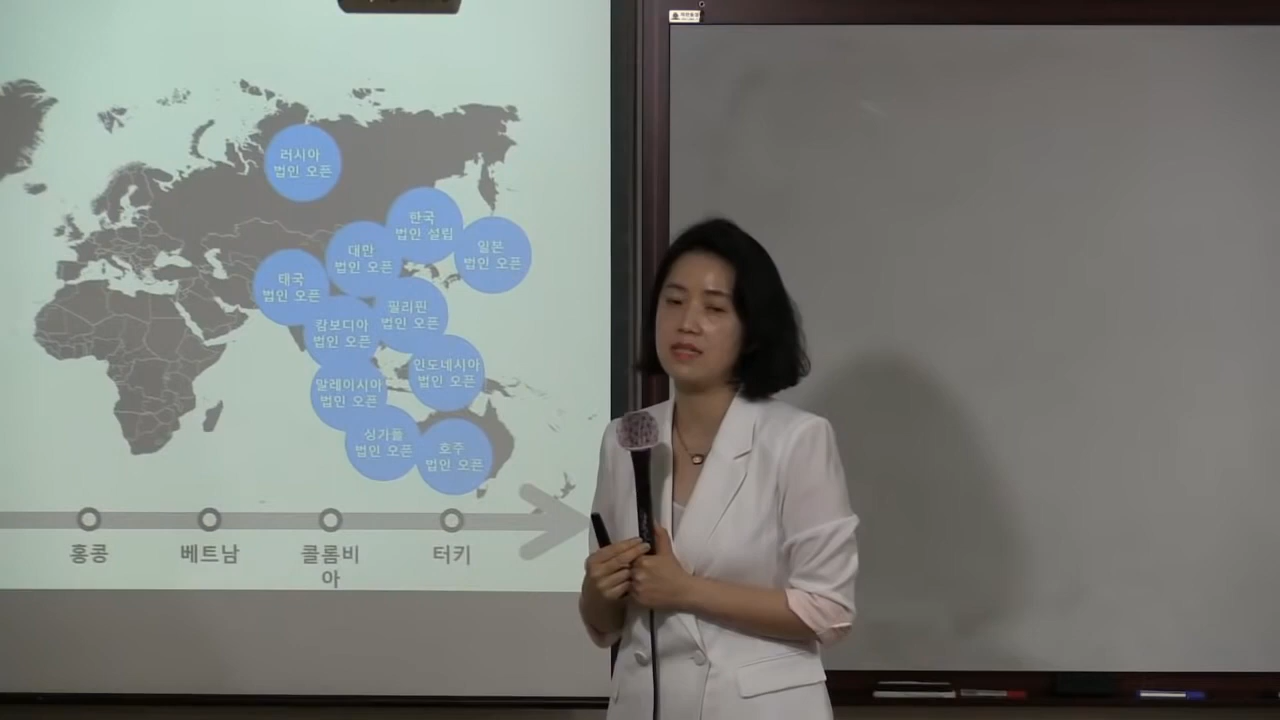 러시아
법인 오픈
한국
법인 설립
일본
법인 오픈
대만
법인 오픈
태국
법인 오픈
필리핀
법인 오픈
캄보디아
법인 오픈
인도네시아
법인 오픈
말레이시아
법인 오픈
싱가폴
법인 오픈
호주
법인 오픈
홍콩
베트남
콜롬비
아
터키